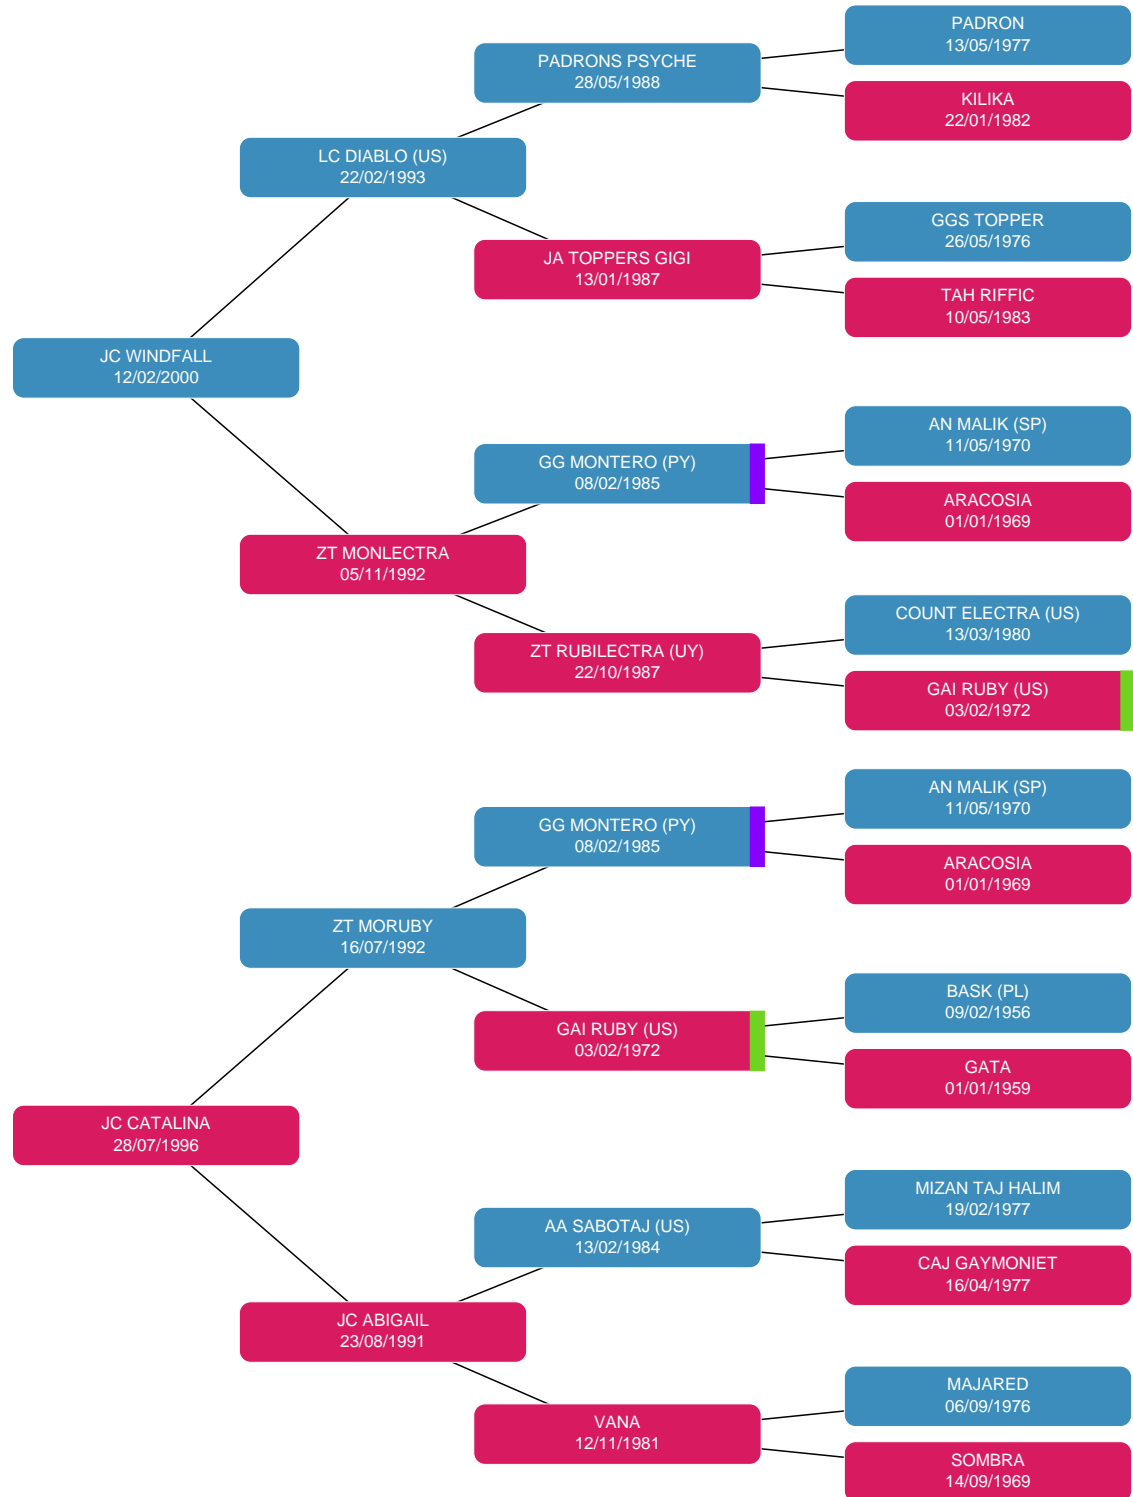 PADRON
13/05/1977
PADRONS PSYCHE
28/05/1988
KILIKA
22/01/1982
LC DIABLO (US)
22/02/1993
GGS TOPPER
26/05/1976
JA TOPPERS GIGI
13/01/1987
TAH RIFFIC
10/05/1983
JC WINDFALL
12/02/2000
AN MALIK (SP)
11/05/1970
GG MONTERO (PY)
08/02/1985
ARACOSIA
01/01/1969
ZT MONLECTRA
05/11/1992
COUNT ELECTRA (US)
13/03/1980
ZT RUBILECTRA (UY)
22/10/1987
GAI RUBY (US)
03/02/1972
AN MALIK (SP)
11/05/1970
GG MONTERO (PY)
08/02/1985
ARACOSIA
01/01/1969
ZT MORUBY
16/07/1992
BASK (PL)
09/02/1956
GAI RUBY (US)
03/02/1972
GATA
01/01/1959
JC CATALINA
28/07/1996
MIZAN TAJ HALIM
19/02/1977
AA SABOTAJ (US)
13/02/1984
CAJ GAYMONIET
16/04/1977
JC ABIGAIL
23/08/1991
MAJARED
06/09/1976
VANA
12/11/1981
SOMBRA
14/09/1969